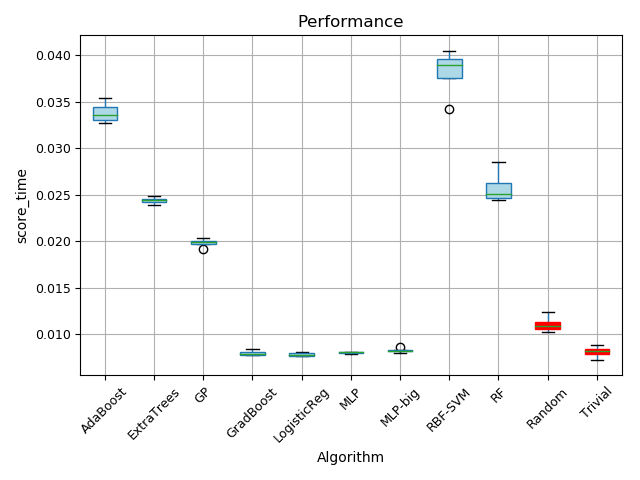 Performance
0.040
0.035
0.030
0.025
0.020
0.015
0.010
score_time
AdaBoost
ExtraTrees
GP
GradBoost
LogisticReg
MLP
MLP-big
RBF-SVM
RF
Random
Trivial
Algorithm